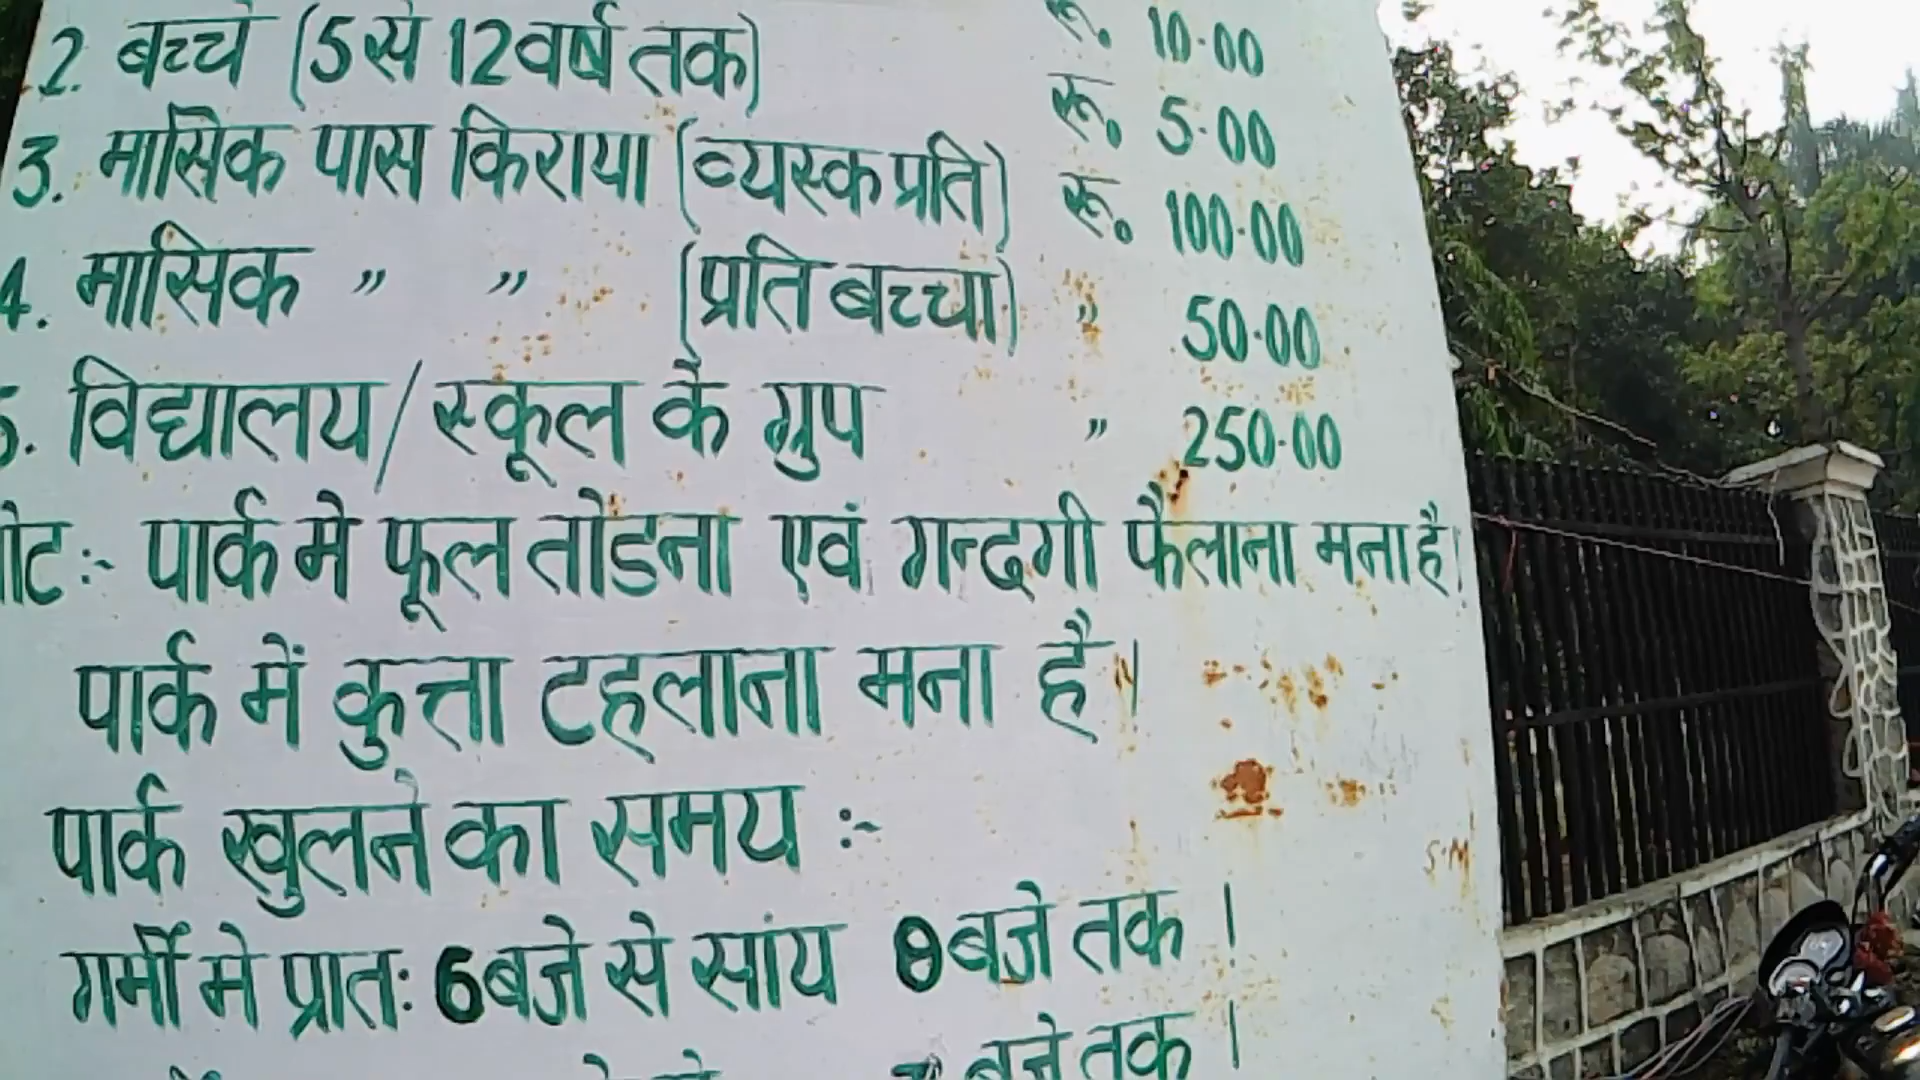 रू. 10.00
2. बच्चे (5 से 12 वर्ष तक) रू. 5.00
3. मासिक पास किराया (व्यस्क प्रति) रू. 100.00
4. मासिक " " (प्रति बच्चा) " 50.00
5. विद्यालय/स्कूल के ग्रुप " 250.00
नोट:- पार्क मे फूल तोडना एवं गन्दगी फैलाना मना है।
पार्क में कुत्ता टहलाना मना है।
पार्क खुलने का समय :-
गर्मी मे प्रात: 6 बजे से सांय 8 बजे तक।
बजे तक।
S.M